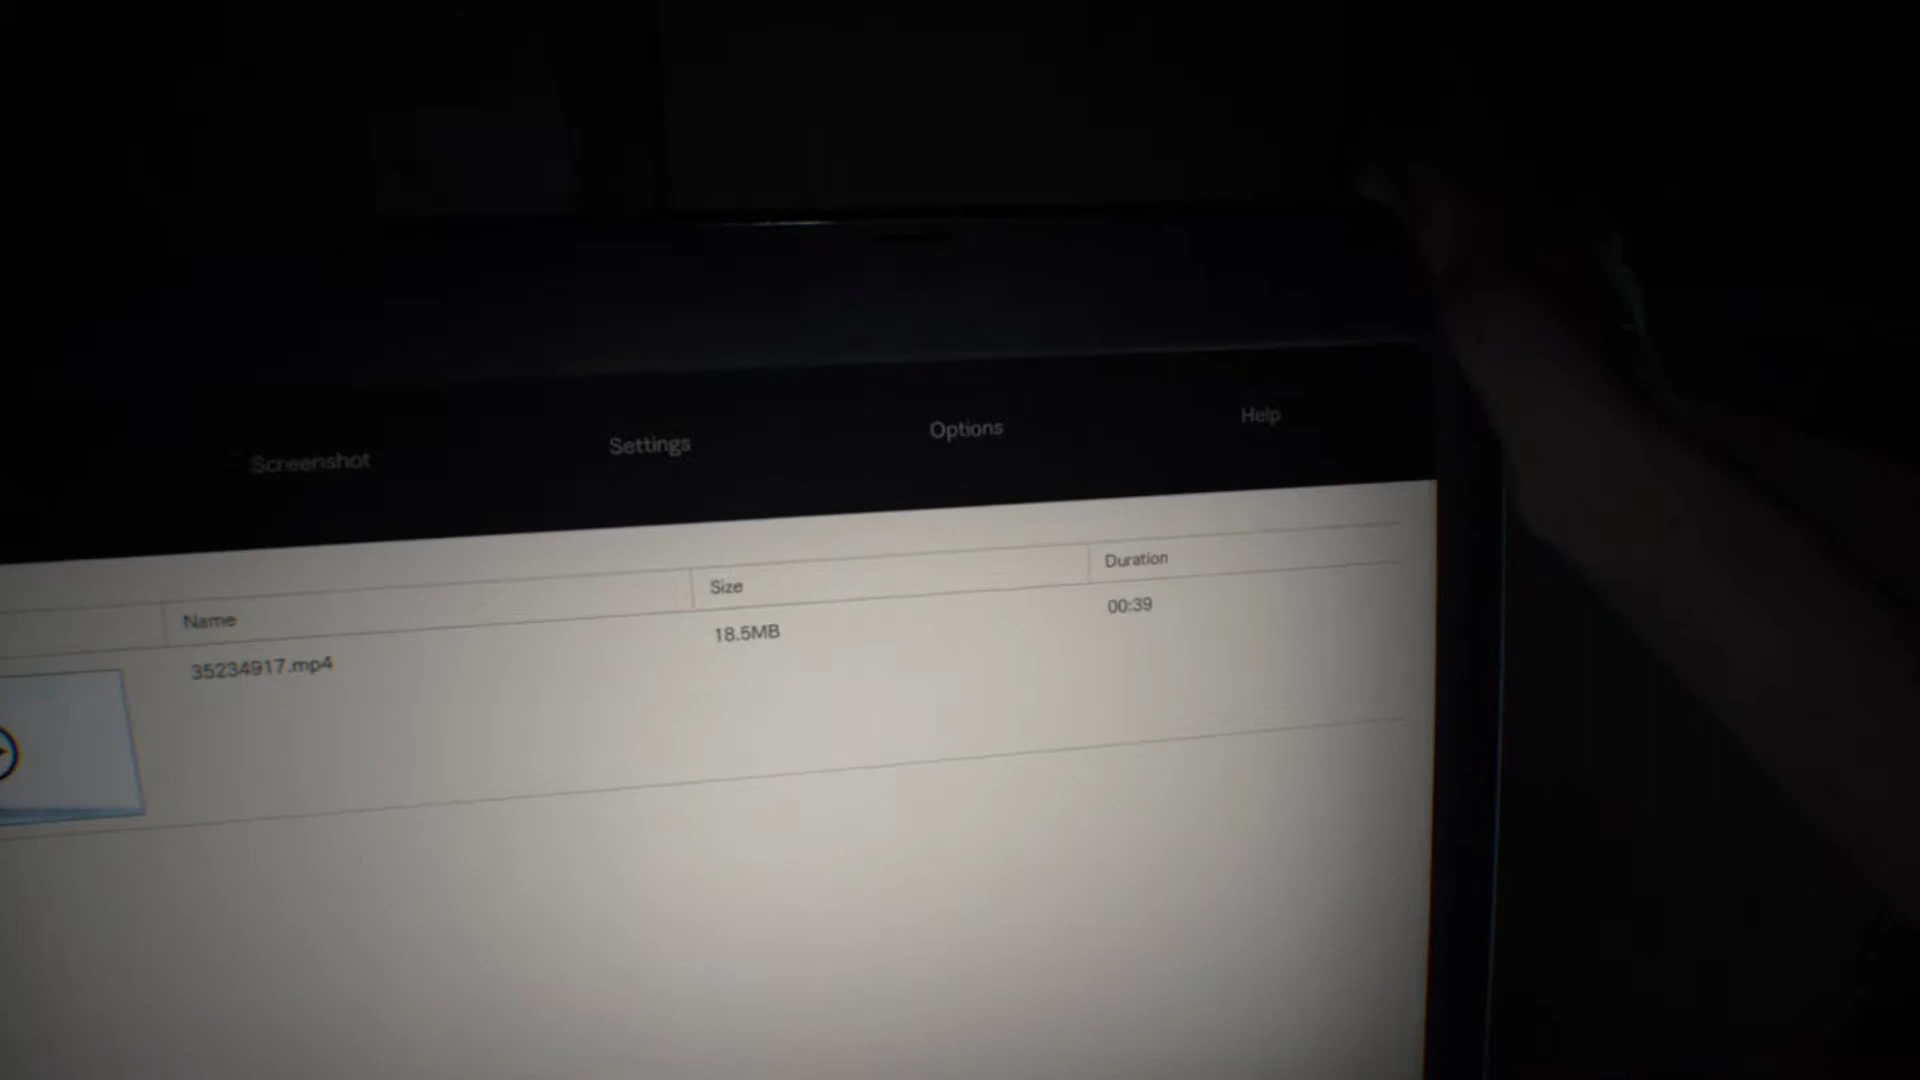 Screenshot Settings Options Help
Name Size Duration
35234917.mp4 18.5MB 00:39